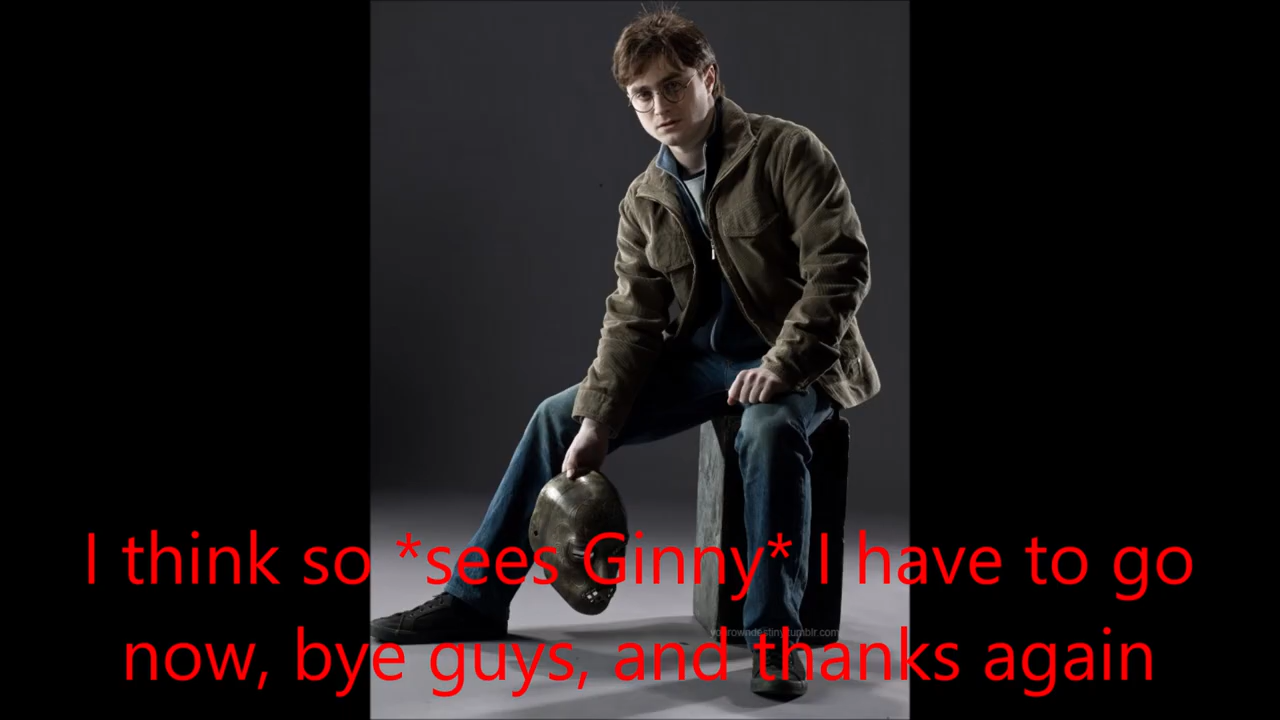 I think so *sees Ginny* I have to go
now, bye guys, and thanks again